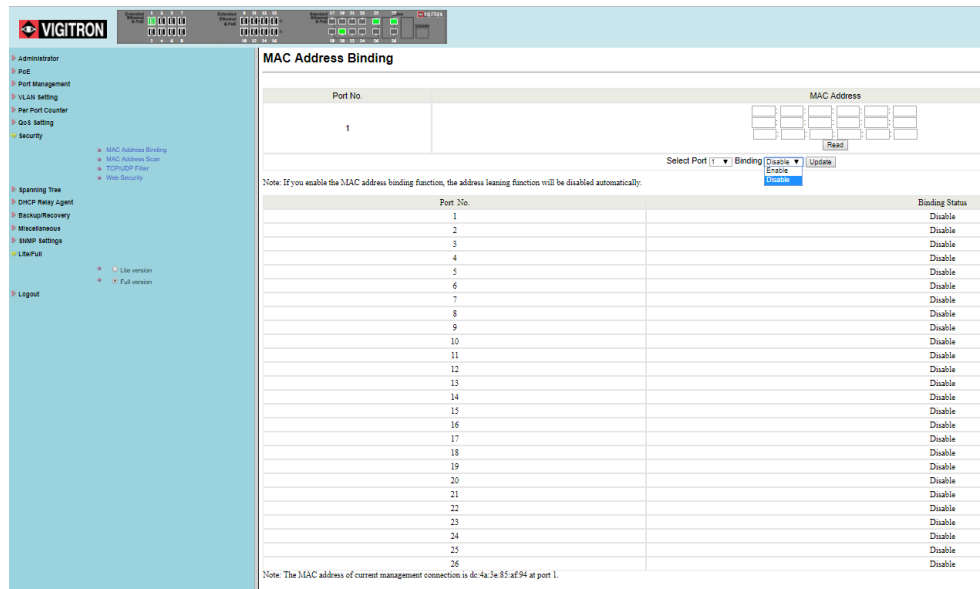 VIGITRON
MAC Address Binding
Administrator
PoE
Port Management
VLAN Setting
Per Port Counter
QoS Setting
Security
MAC Address Binding
MAC Address Scan
TCP/UDP Filter
Web Security
Spanning Tree
DHCP Relay Agent
Backup/Recovery
Miscellaneous
SNMP Settings
Lite/Full
Lite version
Full version
Logout
Port No. MAC Address
1
Read
Select Port 1 Binding Disable Update
Enable
Disable
Note: If you enable the MAC address binding function, the address leaning function will be disabled automatically.
Port No. Binding Status
1 Disable
2 Disable
3 Disable
4 Disable
5 Disable
6 Disable
7 Disable
8 Disable
9 Disable
10 Disable
11 Disable
12 Disable
13 Disable
14 Disable
15 Disable
16 Disable
17 Disable
18 Disable
19 Disable
20 Disable
21 Disable
22 Disable
23 Disable
24 Disable
25 Disable
26 Disable
Note: The MAC address of current management connection is dc:4a:3e:85:af:94 at port 1.